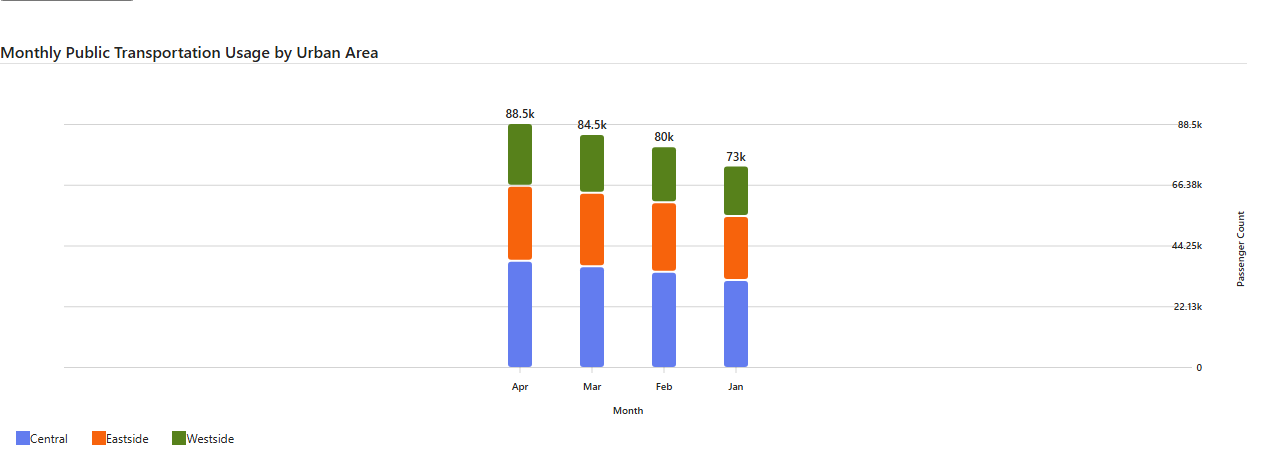 Monthly Public Transportation Usage by Urban Area
88.5k
84.5k
80k
73k
88.5k
66.38k
44.25k
22.13k
0
Passenger Count
Apr Mar Feb Jan
Month
Central Eastside Westside